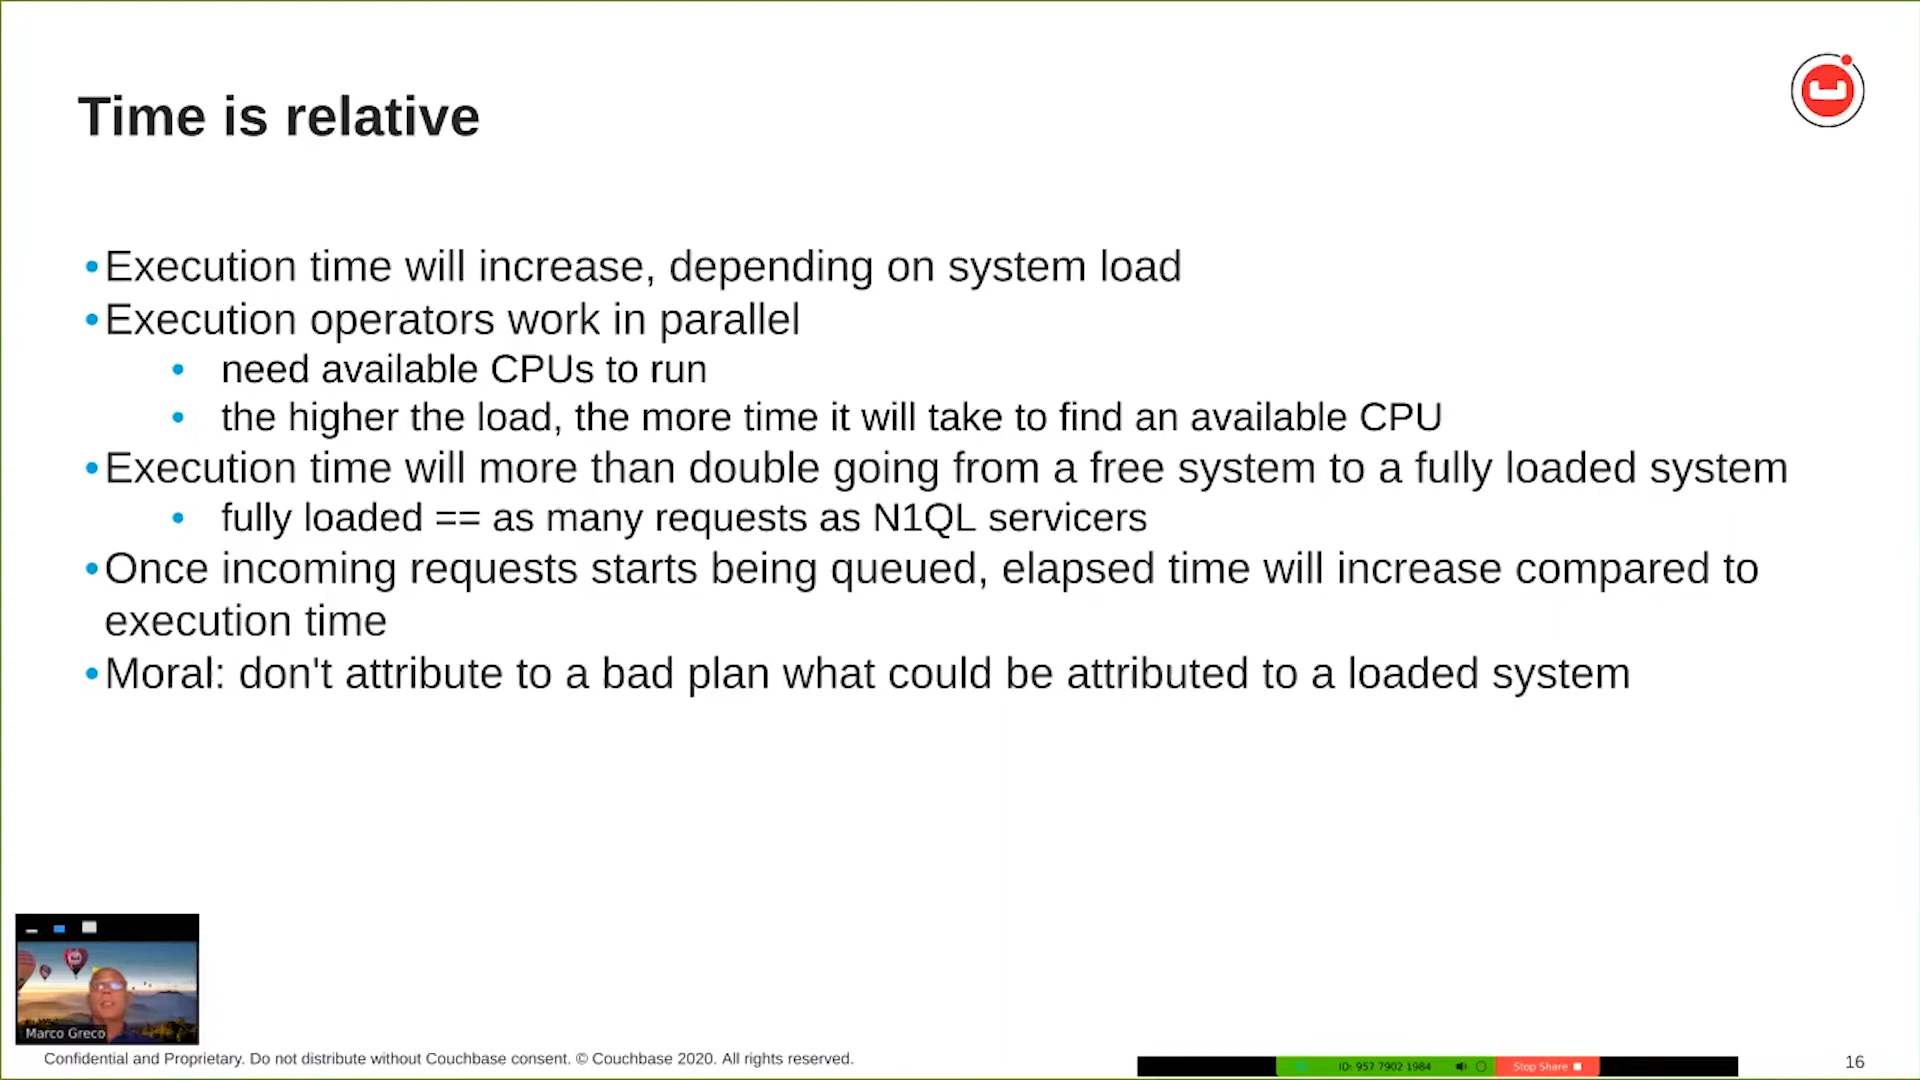 Time is relative
•Execution time will increase, depending on system load
•Execution operators work in parallel
• need available CPUs to run
• the higher the load, the more time it will take to find an available CPU
•Execution time will more than double going from a free system to a fully loaded system
• fully loaded == as many requests as N1QL servicers
•Once incoming requests starts being queued, elapsed time will increase compared to
execution time
•Moral: don't attribute to a bad plan what could be attributed to a loaded system
Marco Greco
Confidential and Proprietary. Do not distribute without Couchbase consent. © Couchbase 2020. All rights reserved.
ID: 957 7902 1984
Stop Share
16